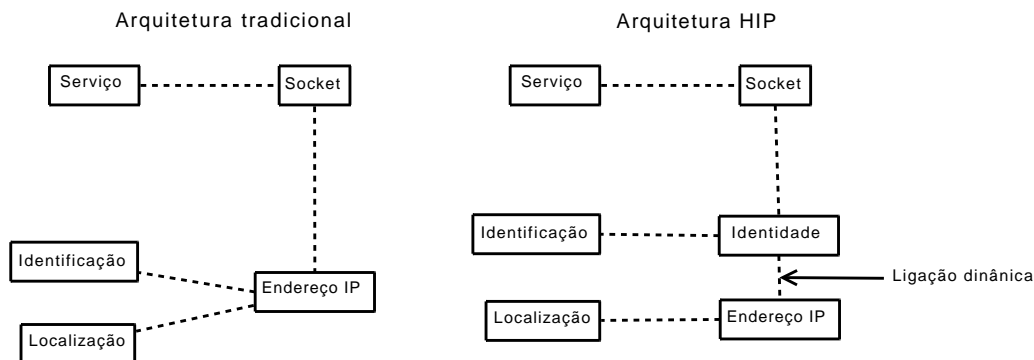 Arquitetura tradicional
Serviço
Socket
Identificação
Endereço IP
Localização
Arquitetura HIP
Serviço
Socket
Identificação
Identidade
Ligação dinânica
Localização
Endereço IP